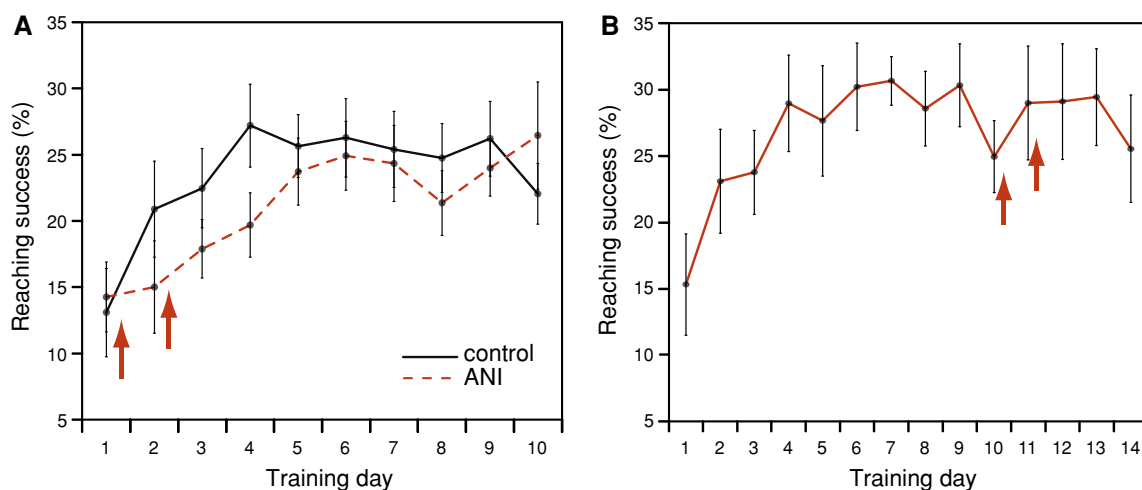 A
Reaching success (%)
35
30
25
20
15
10
5
control
ANI
1 2 3 4 5 6 7 8 9 10
Training day
B
Reaching success (%)
35
30
25
20
15
10
5
1 2 3 4 5 6 7 8 9 10 11 12 13 14
Training day